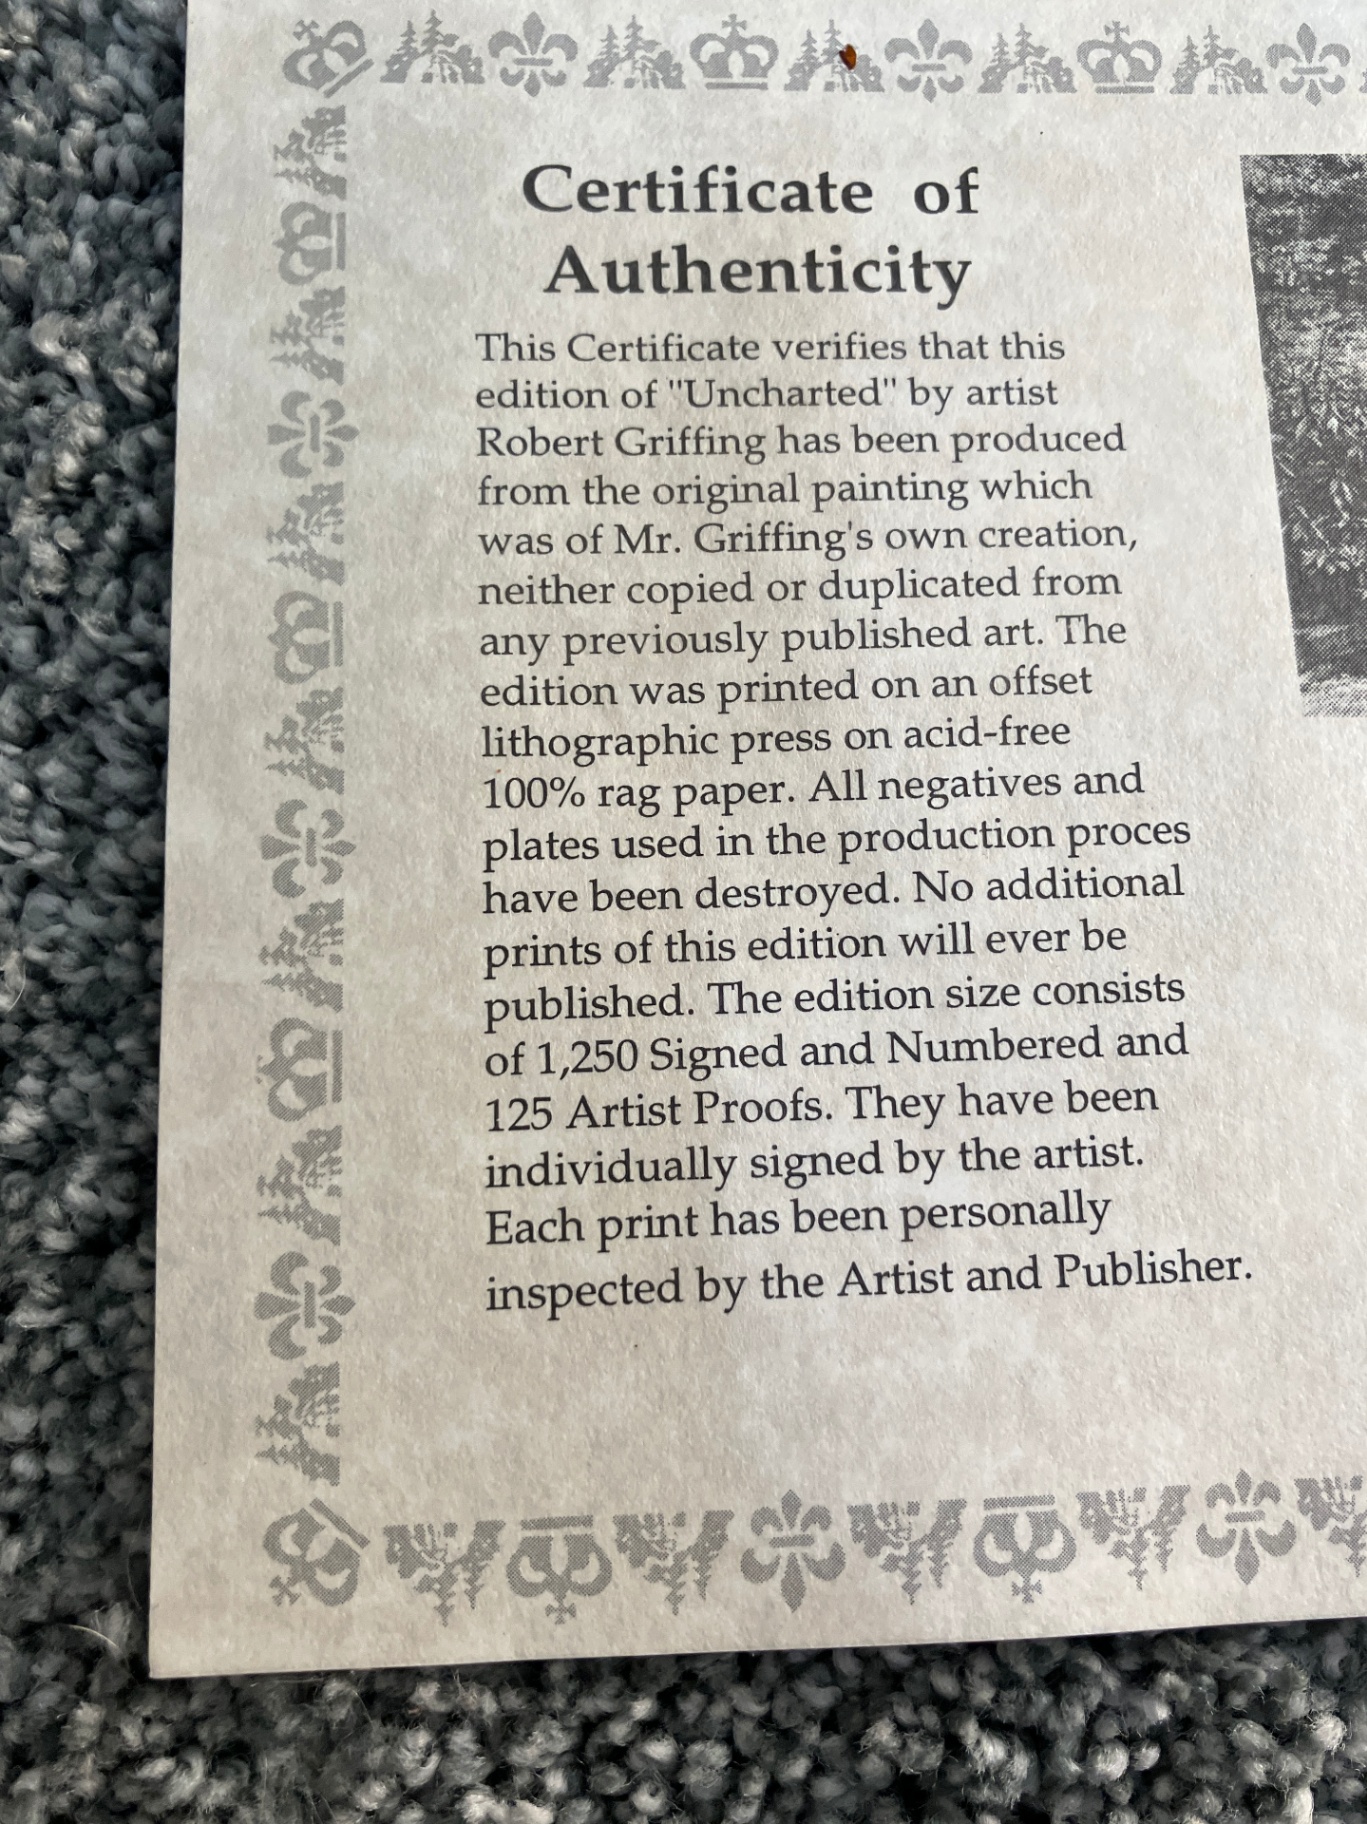 Certificate of
Authenticity
This Certificate verifies that this
edition of "Uncharted" by artist
Robert Griffing has been produced
from the original painting which
was of Mr. Griffing's own creation,
neither copied or duplicated from
any previously published art. The
edition was printed on an offset
lithographic press on acid-free
100% rag paper. All negatives and
plates used in the production proces
have been destroyed. No additional
prints of this edition will ever be
published. The edition size consists
of 1,250 Signed and Numbered and
125 Artist Proofs. They have been
individually signed by the artist.
Each print has been personally
inspected by the Artist and Publisher.